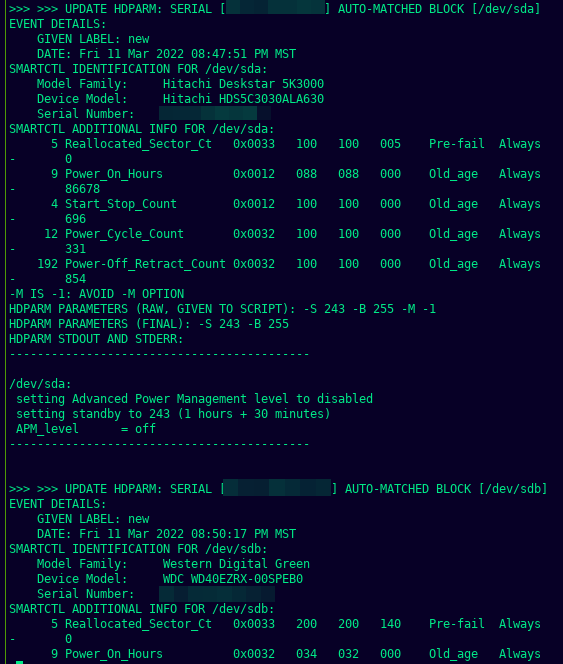 >>> >>> UPDATE HDPARM: SERIAL [ ] AUTO-MATCHED BLOCK [/dev/sda]
EVENT DETAILS:
    GIVEN LABEL: new
    DATE: Fri 11 Mar 2022 08:47:51 PM MST
SMARTCTL IDENTIFICATION FOR /dev/sda:
    Model Family:     Hitachi Deskstar 5K3000
    Device Model:     Hitachi HDS5C3030ALA630
    Serial Number:
SMARTCTL ADDITIONAL INFO FOR /dev/sda:
      5 Reallocated_Sector_Ct   0x0033   100   100   005    Pre-fail  Always
-       0
      9 Power_On_Hours          0x0012   088   088   000    Old_age   Always
-       86678
      4 Start_Stop_Count        0x0012   100   100   000    Old_age   Always
-       696
     12 Power_Cycle_Count       0x0032   100   100   000    Old_age   Always
-       331
    192 Power-Off_Retract_Count 0x0032   100   100   000    Old_age   Always
-       854
-M IS -1: AVOID -M OPTION
HDPARM PARAMETERS (RAW, GIVEN TO SCRIPT): -S 243 -B 255 -M -1
HDPARM PARAMETERS (FINAL): -S 243 -B 255
HDPARM STDOUT AND STDERR:
-------------------------------------------
/dev/sda:
 setting Advanced Power Management level to disabled
 setting standby to 243 (1 hours + 30 minutes)
 APM_level      = off
-------------------------------------------
>>> >>> UPDATE HDPARM: SERIAL [ ] AUTO-MATCHED BLOCK [/dev/sdb]
EVENT DETAILS:
    GIVEN LABEL: new
    DATE: Fri 11 Mar 2022 08:50:17 PM MST
SMARTCTL IDENTIFICATION FOR /dev/sdb:
    Model Family:     Western Digital Green
    Device Model:     WDC WD40EZRX-00SPEB0
    Serial Number:
SMARTCTL ADDITIONAL INFO FOR /dev/sdb:
      5 Reallocated_Sector_Ct   0x0033   200   200   140    Pre-fail  Always
-       0
      9 Power_On_Hours          0x0032   034   032   000    Old_age   Always